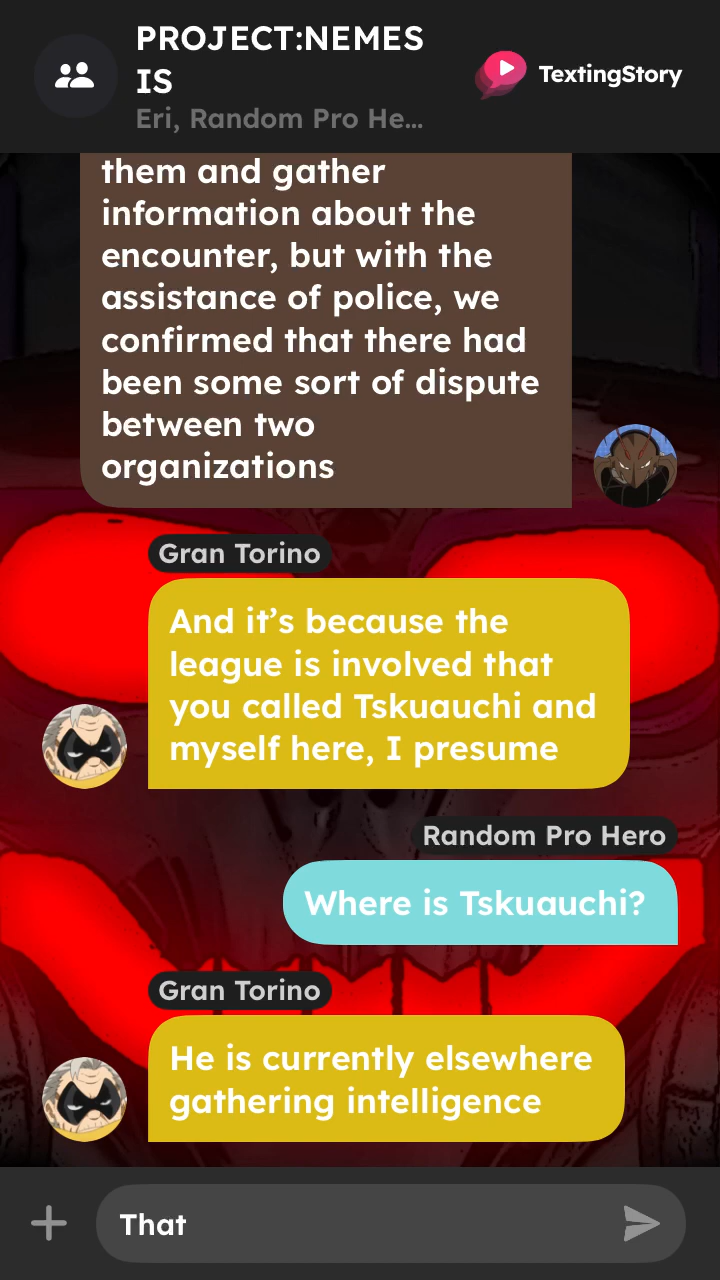 PROJECT:NEMES
IS
Eri, Random Pro He...
TextingStory
them and gather
information about the
encounter, but with the
assistance of police, we
confirmed that there had
been some sort of dispute
between two
organizations
Gran Torino
And it’s because the
league is involved that
you called Tskuauchi and
myself here, I presume
Random Pro Hero
Where is Tskuauchi?
Gran Torino
He is currently elsewhere
gathering intelligence
That